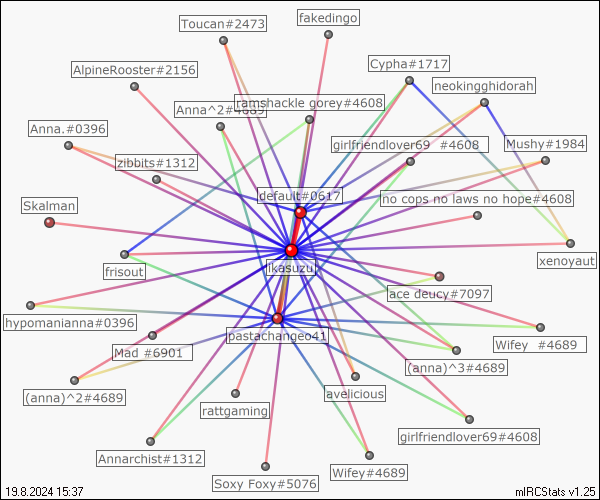 Toucan#2473
fakedingo
Cypha#1717
AlpineRooster#2156
neokingghidorah
ramshackle gorey#4608
Anna^2#4689
Anna.#0396
girlfriendlover69 #4608
Mushy#1984
zibbits#1312
default#0617
no cops no laws no hope#4608
Skalman
xenoyaut
ikasuzu
frisout
ace deucy#7097
hypomanianna#0396
pastachangeo41
Wifey #4689
Mad #6901
(anna)^3#4689
(anna)^2#4689
avelicious
rattgaming
girlfriendlover69#4608
Annarchist#1312
Wifey#4689
Soxy Foxy#5076
19.8.2024 15:37
mIRCStats v1.25